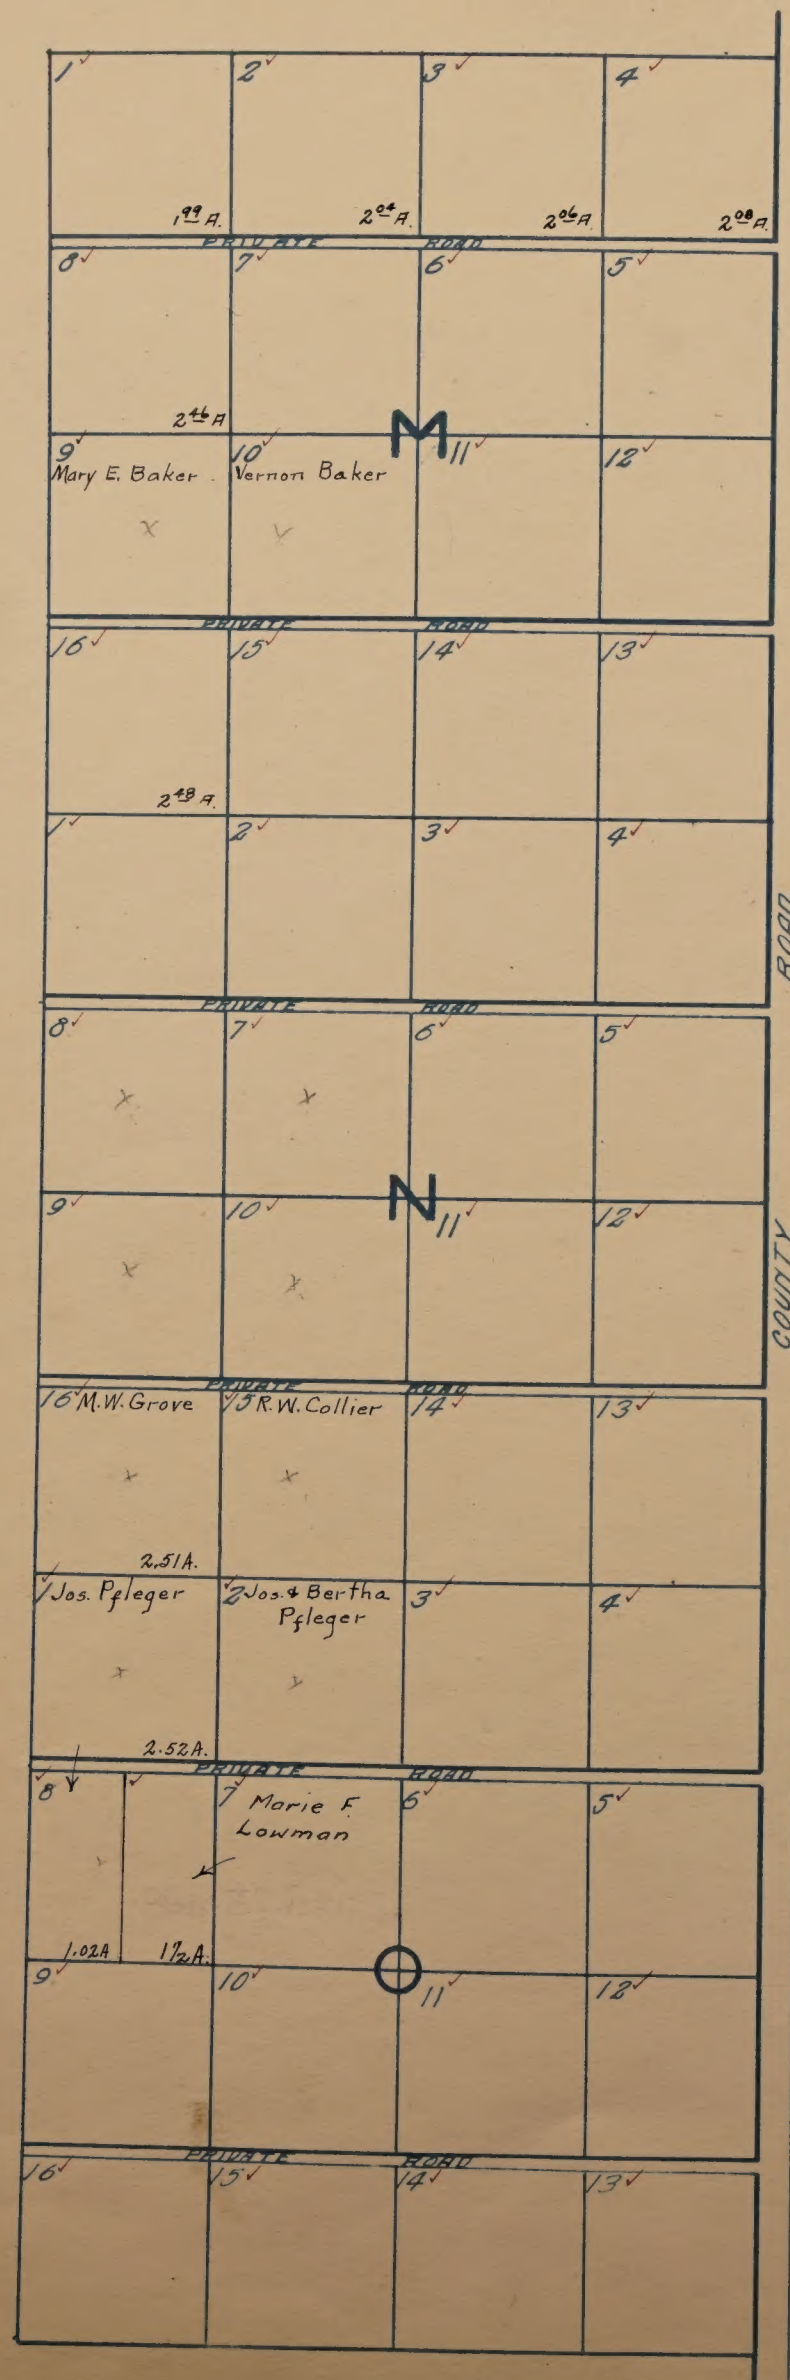 1 2 3 4
1 99 A. 2 04 A. 2 06 A. 2 08 A.
PRIVATE ROAD
8 7 6 5
2 46 A
M
9 10 11 12
Mary E. Baker Vernon Baker
x v
PRIVATE ROAD
16 15 14 13
2 48 A.
1 2 3 4
ROAD
PRIVATE ROAD
8 7 6 5
x x
N
9 10 11 12
COUNTY
x x
PRIVATE ROAD
16 M.W. Grove 15 R.W. Collier 14 13
x x
2.51 A.
1 Jos. Pfleger 2 Jos. & Bertha 3 4
Pfleger
x x
2.52 A.
PRIVATE ROAD
8 7 Marie F. 6 5
Lowman
x
1.02 A 1 1/2 A.
O
9 10 11 12
PRIVATE ROAD
16 15 14 13